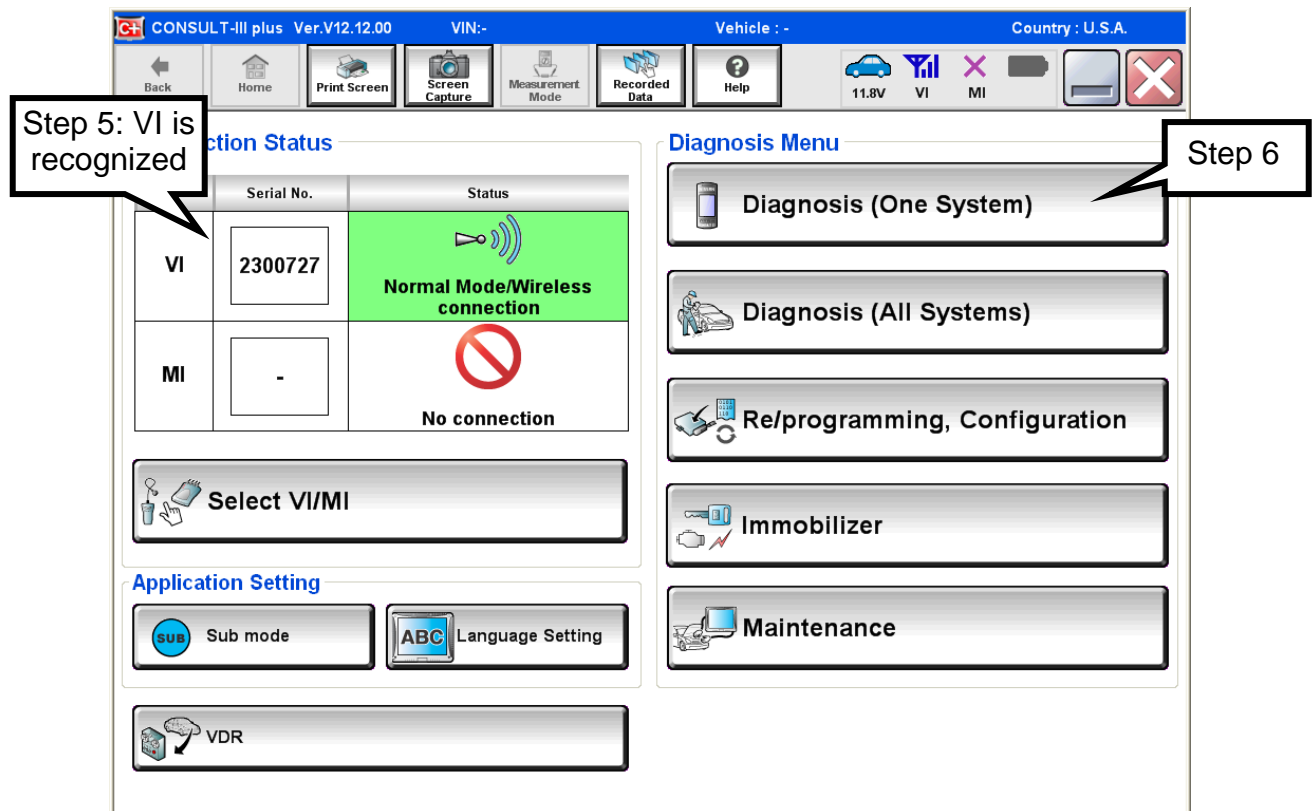 C+ CONSULT-III plus Ver.V12.12.00 VIN:- Vehicle : - Country : U.S.A.
Back
Home
Print Screen
Screen
Capture
Measurement
Mode
Recorded
Data
Help
11.8V
VI
MI
Step 5: VI is
recognized
ction Status
Serial No.
Status
VI
2300727
Normal Mode/Wireless
connection
MI
-
No connection
Select VI/MI
Application Setting
SUB
Sub mode
ABC
Language Setting
VDR
Diagnosis Menu
Step 6
Diagnosis (One System)
Diagnosis (All Systems)
Re/programming, Configuration
Immobilizer
Maintenance